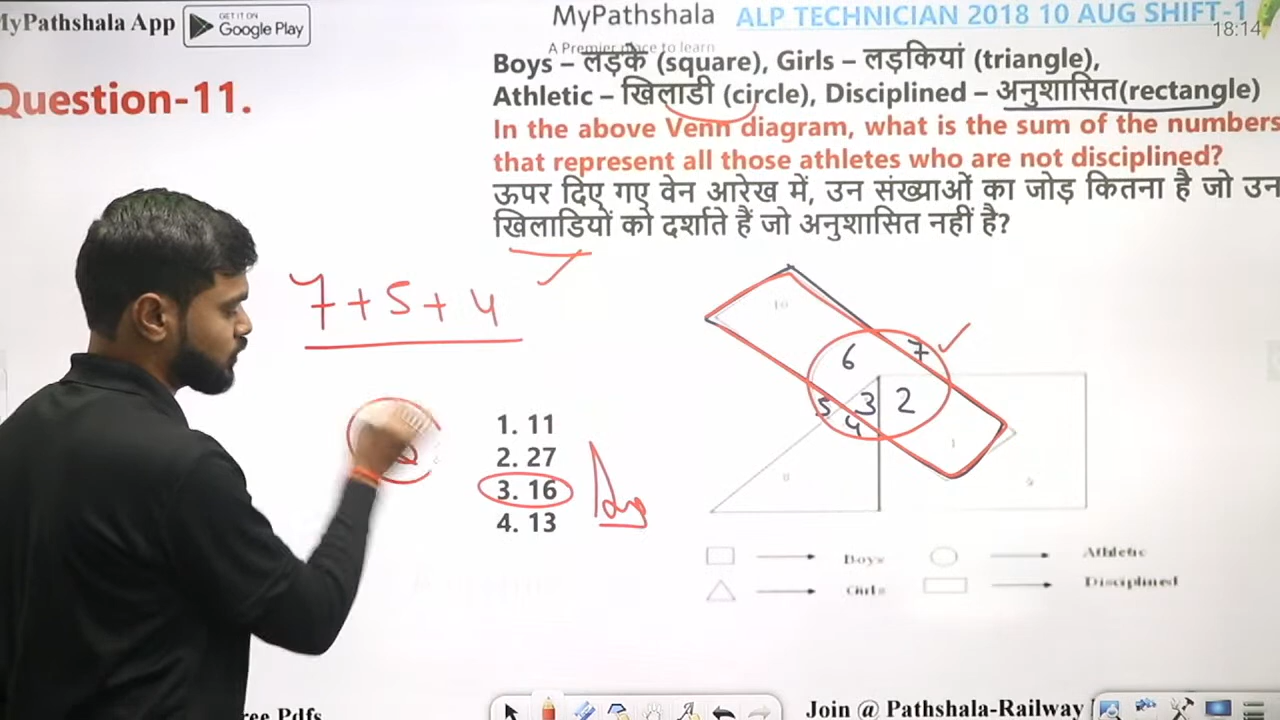 MyPathshala App
GET IT ON
Google Play
MyPathshala
A Premier place to learn
ALP TECHNICIAN 2018 10 AUG SHIFT-1
18:14
Question-11.
Boys – लड़के (square), Girls – लड़कियां (triangle),
Athletic – खिलाडी (circle), Disciplined – अनुशासित(rectangle)
In the above Venn diagram, what is the sum of the numbers
that represent all those athletes who are not disciplined?
ऊपर दिए गए वेन आरेख में, उन संख्याओं का जोड़ कितना है जो उन
खिलाडियों को दर्शाते हैं जो अनुशासित नहीं है?
7+5+4
10
6
7
5
3
2
4
1
8
9
1. 11
2. 27
3. 16
4. 13
Ans
Boys
Athletic
Girls
Disciplined
ree Pdfs
Join @ Pathshala-Railway